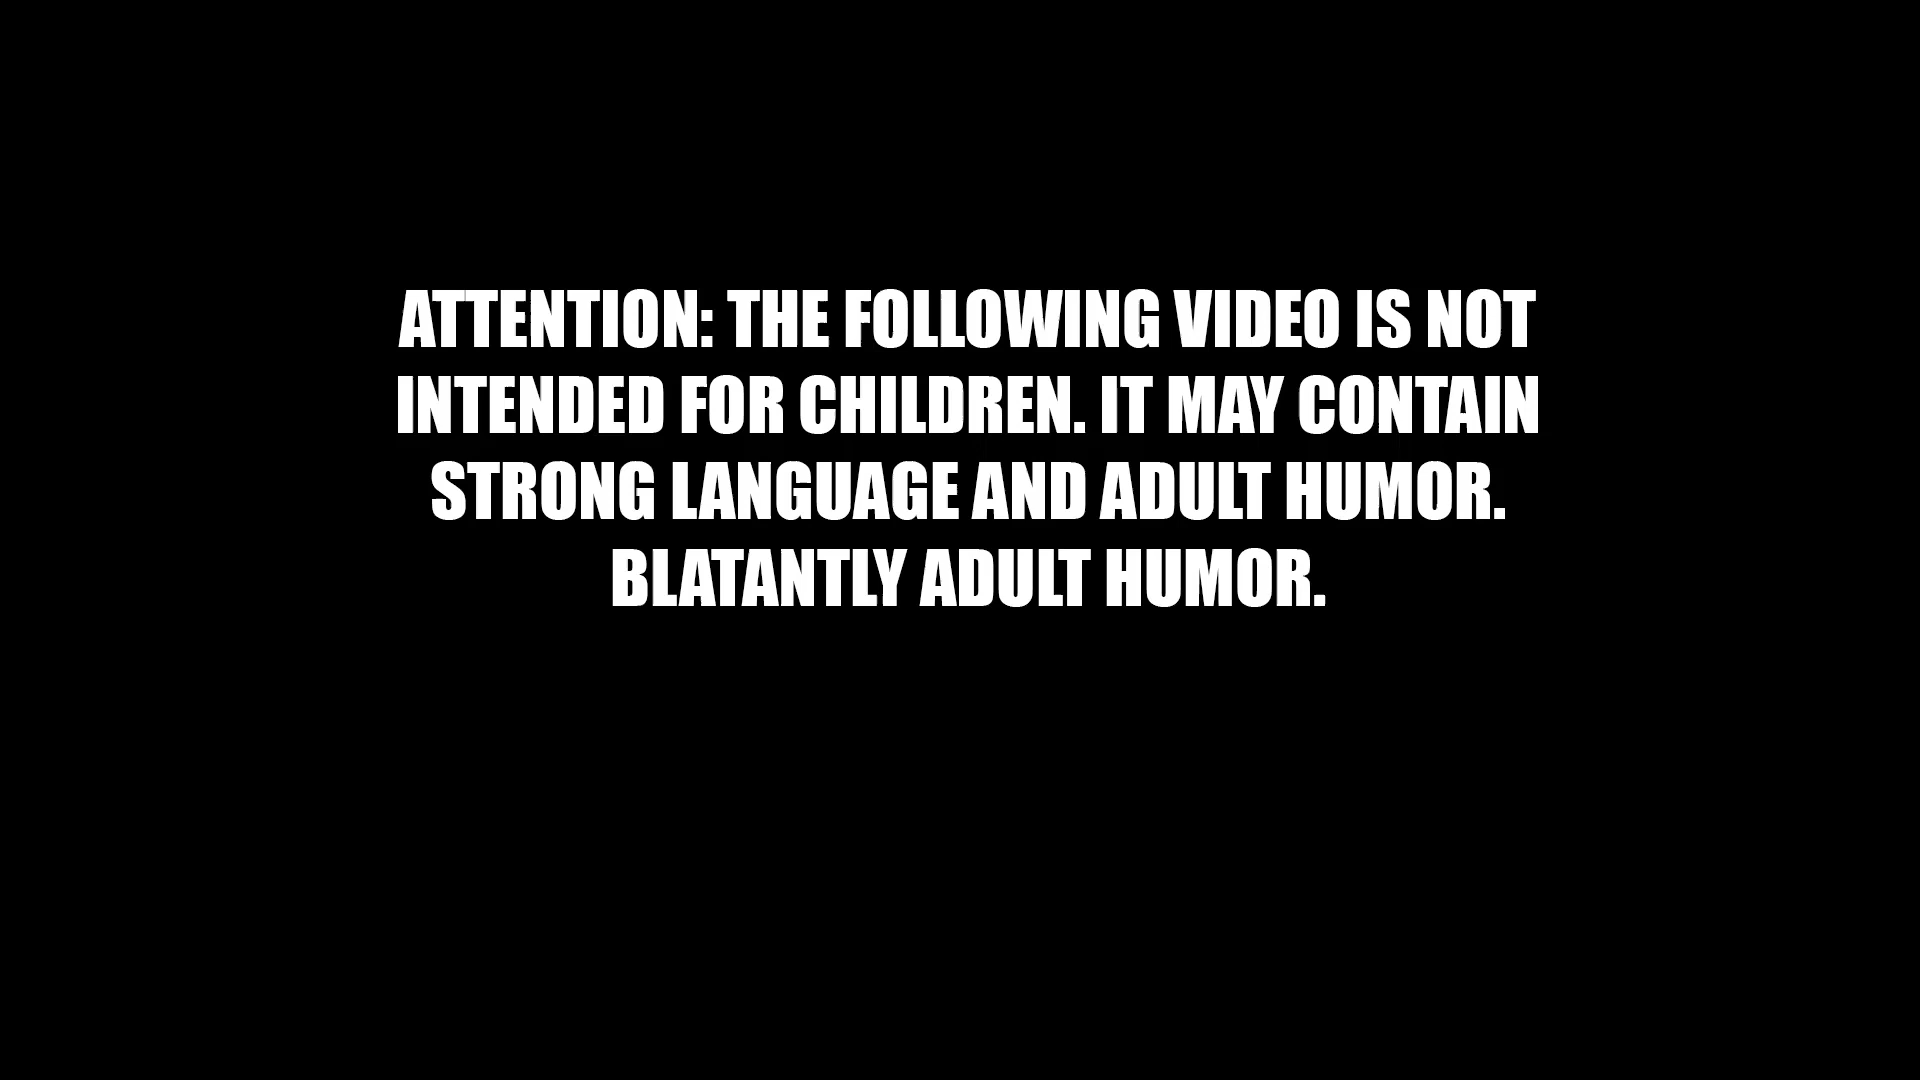 ATTENTION: THE FOLLOWING VIDEO IS NOT
INTENDED FOR CHILDREN. IT MAY CONTAIN
STRONG LANGUAGE AND ADULT HUMOR.
BLATANTLY ADULT HUMOR.